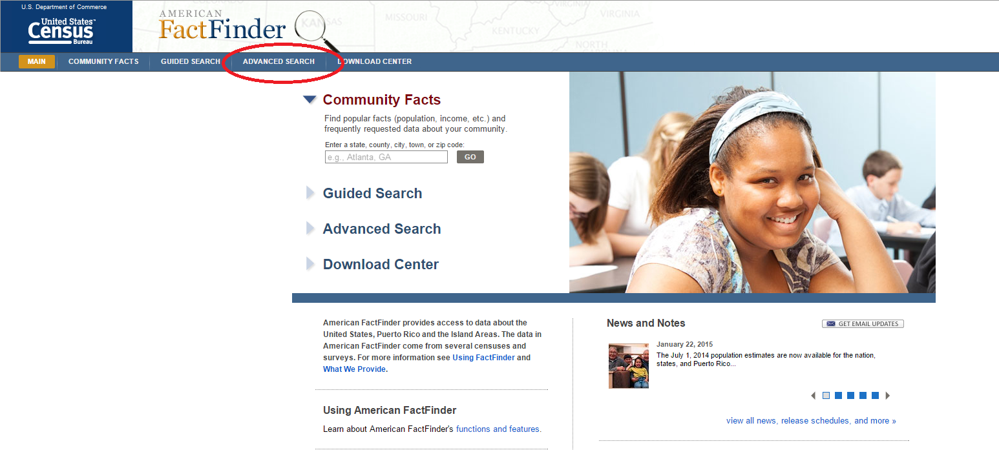 U.S. Department of Commerce
United States™
Census
Bureau
AMERICAN
FactFinder
COLORADO
KANSAS
MISSOURI
KENTUCKY
VIRGINIA
VIRGINIA
NORTH
CAROLINA
MAIN
COMMUNITY FACTS
GUIDED SEARCH
ADVANCED SEARCH
DOWNLOAD CENTER
Community Facts
Find popular facts (population, income, etc.) and
frequently requested data about your community.
Enter a state, county, city, town, or zip code:
e.g., Atlanta, GA
GO
Guided Search
Advanced Search
Download Center
American FactFinder provides access to data about the
United States, Puerto Rico and the Island Areas. The data in
American FactFinder come from several censuses and
surveys. For more information see Using FactFinder and
What We Provide.
Using American FactFinder
Learn about American FactFinder's functions and features.
News and Notes
GET EMAIL UPDATES
January 22, 2015
The July 1, 2014 population estimates are now available for the nation,
states, and Puerto Rico...
view all news, release schedules, and more »